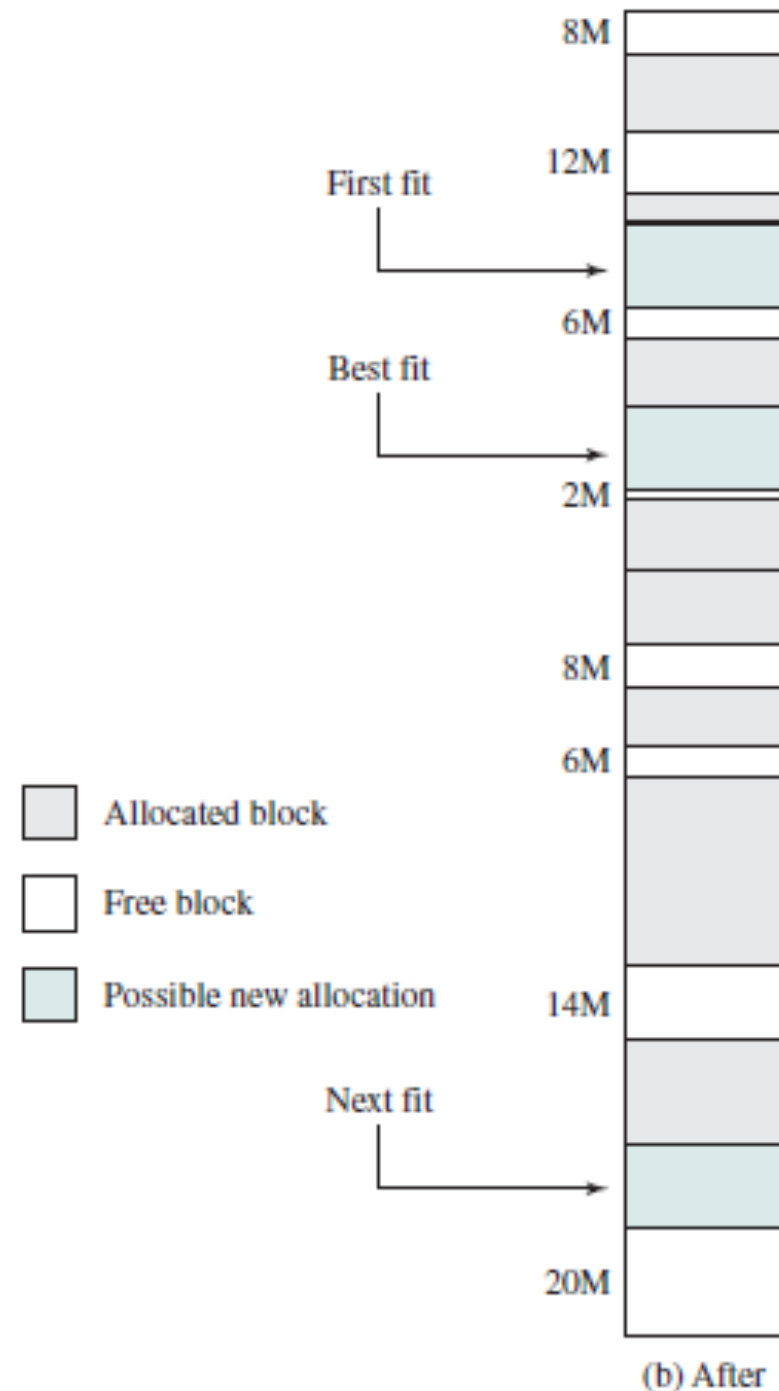 8M
12M
First fit
6M
Best fit
2M
8M
6M
Allocated block
Free block
Possible new allocation
14M
Next fit
20M
(b) After